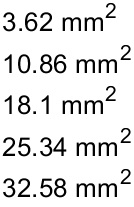 3.62 mm²
10.86 mm²
18.1 mm²
25.34 mm²
32.58 mm²